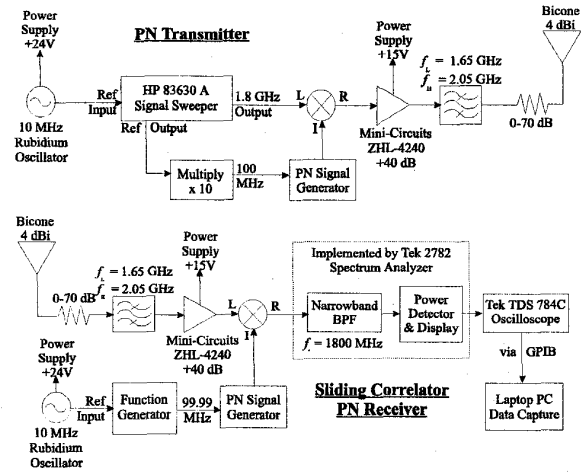 Power
Supply
+24V
PN Transmitter
Power
Supply
+15V
Bicone
4 dBi
Ref
Input
HP 83630 A
Signal Sweeper
1.8 GHz
Output
L
R
I
f_L = 1.65 GHz
f_H = 2.05 GHz
10 MHz
Rubidium
Oscillator
Ref Output
Multiply
x 10
100
MHz
PN Signal
Generator
Mini-Circuits
ZHL-4240
+40 dB
0-70 dB
Bicone
4 dBi
0-70 dB
f_L = 1.65 GHz
f_H = 2.05 GHz
Power
Supply
+15V
Mini-Circuits
ZHL-4240
+40 dB
L
R
I
Implemented by Tek 2782
Spectrum Analyzer
Narrowband
BPF
f_c = 1800 MHz
Power
Detector
& Display
Tek TDS 784C
Oscilloscope
via GPIB
Laptop PC
Data Capture
Power
Supply
+24V
Ref
Input
10 MHz
Rubidium
Oscillator
Function
Generator
99.99
MHz
PN Signal
Generator
Sliding Correlator
PN Receiver